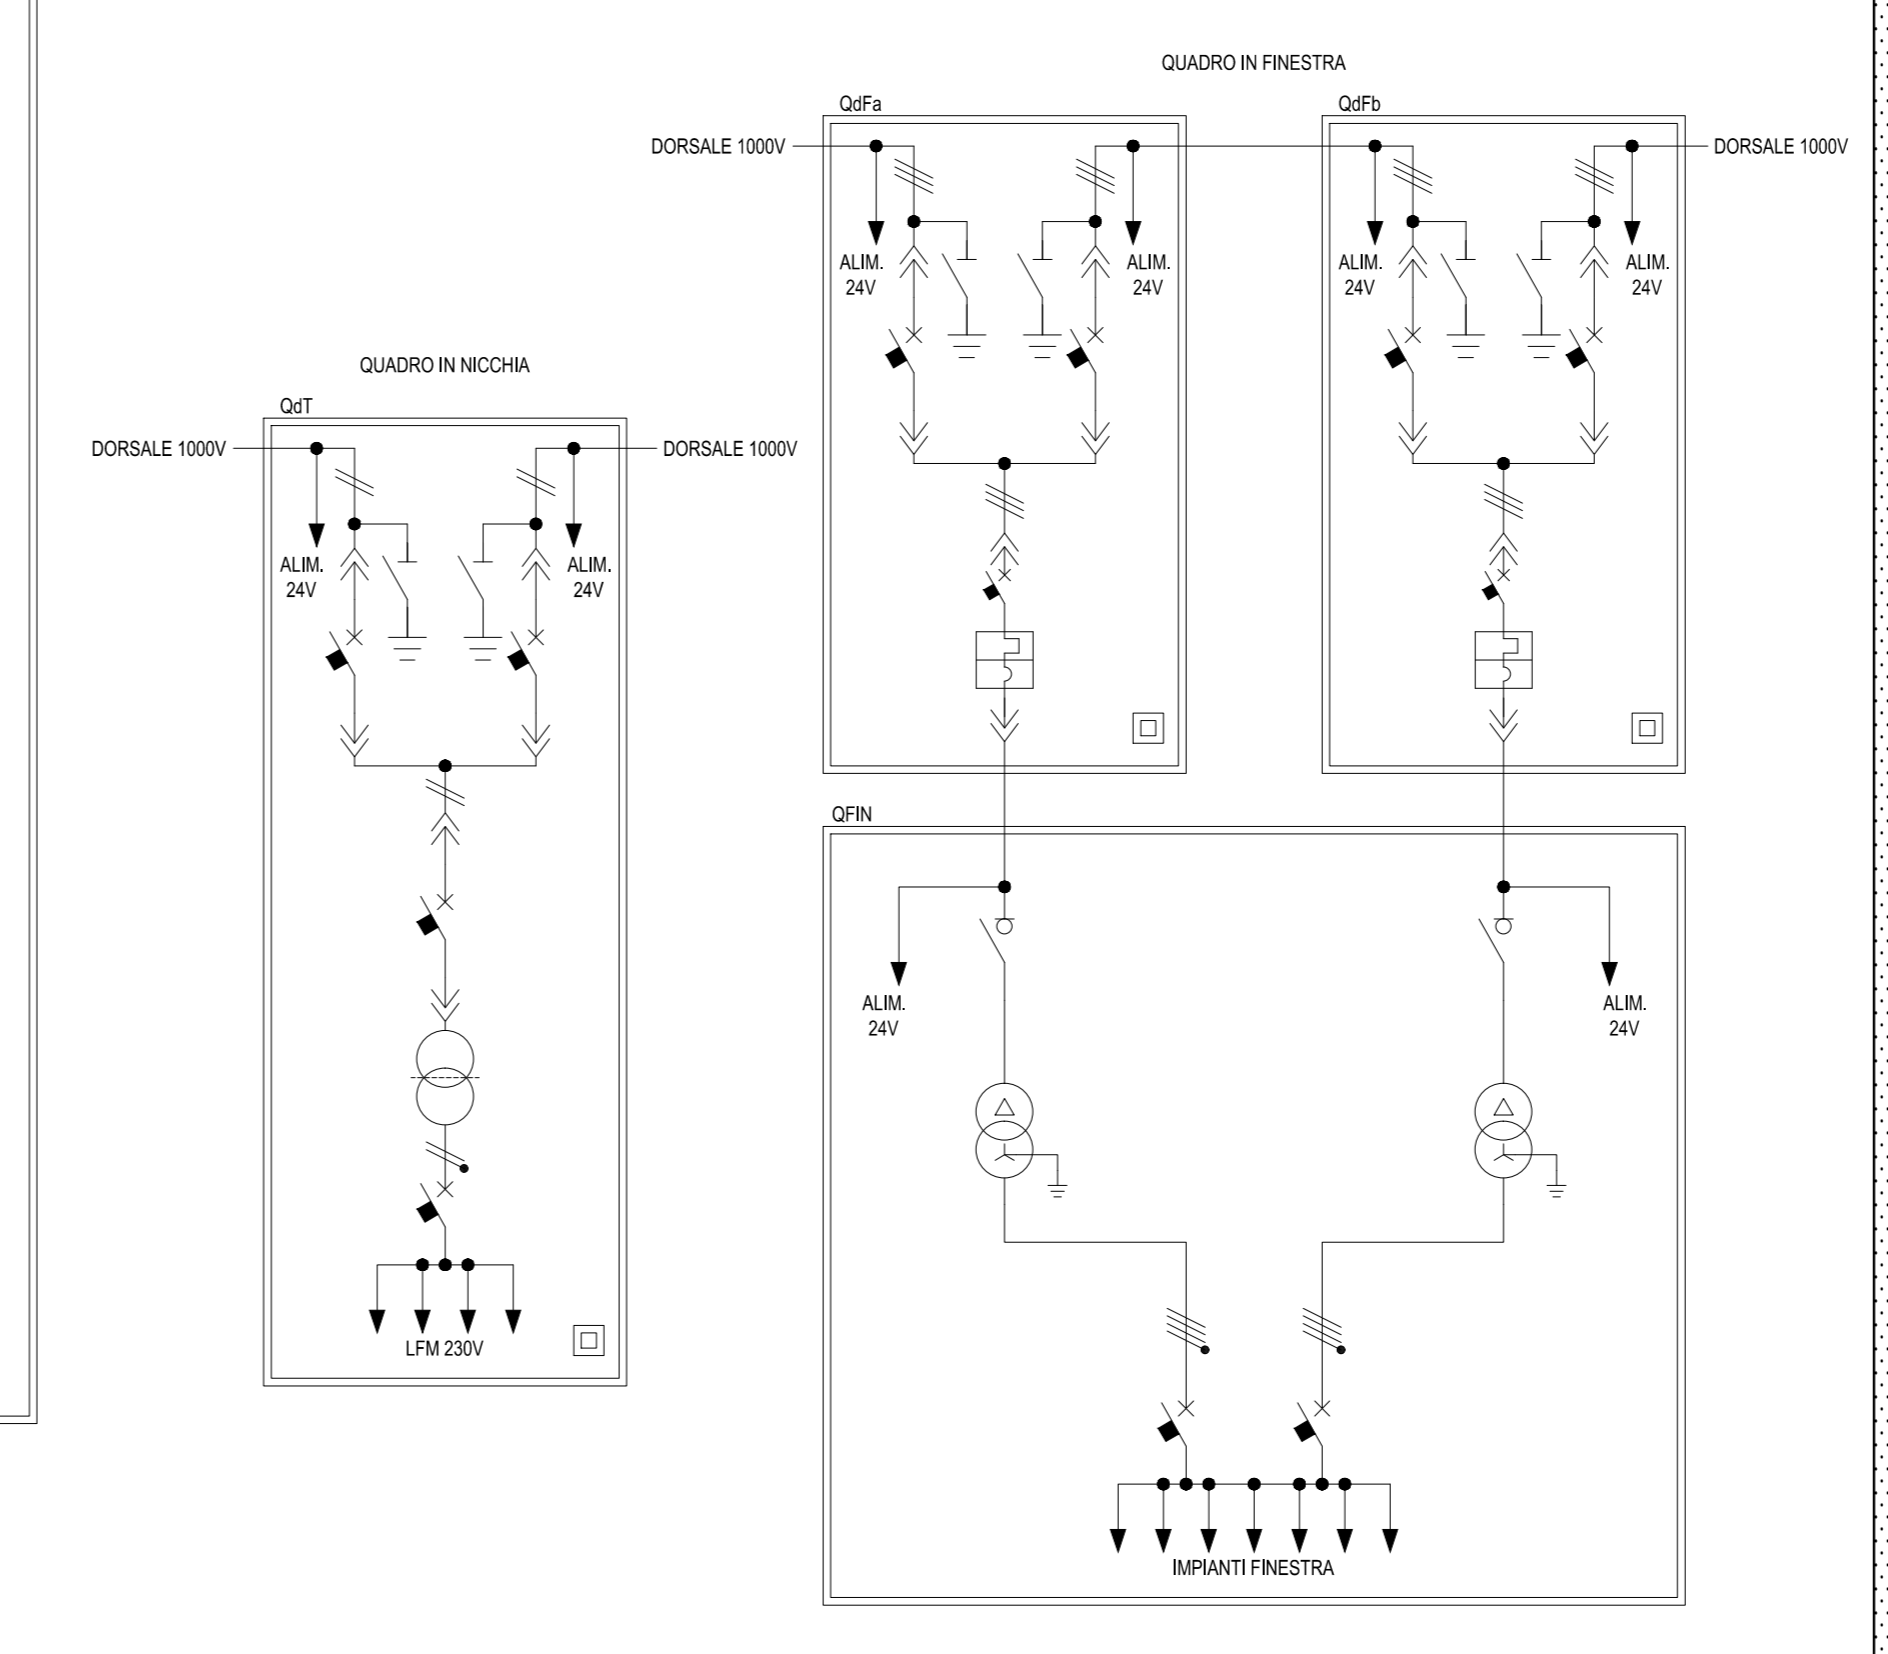 QUADRO IN FINESTRA
QdFa
QdFb
DORSALE 1000V
DORSALE 1000V
ALIM.
24V
ALIM.
24V
ALIM.
24V
ALIM.
24V
QUADRO IN NICCHIA
QdT
DORSALE 1000V
DORSALE 1000V
ALIM.
24V
ALIM.
24V
LFM 230V
QFIN
ALIM.
24V
ALIM.
24V
IMPIANTI FINESTRA